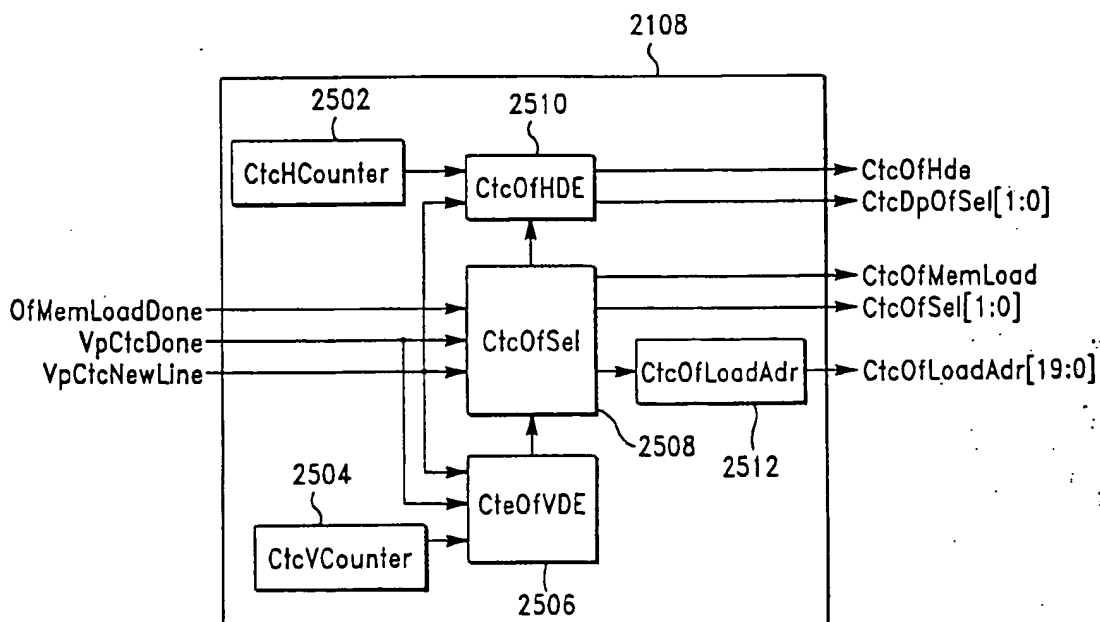 2108
2502
2510
CtcHCounter
CtcOfHDE
CtcOfHde
CtcDpOfSel[1:0]
OfMemLoadDone
VpCtcDone
VpCtcNewLine
CtcOfSel
CtcOfMemLoad
CtcOfSel[1:0]
CtcOfLoadAdr
CtcOfLoadAdr[19:0]
2508
2512
2504
CteOfVDE
CtcVCounter
2506